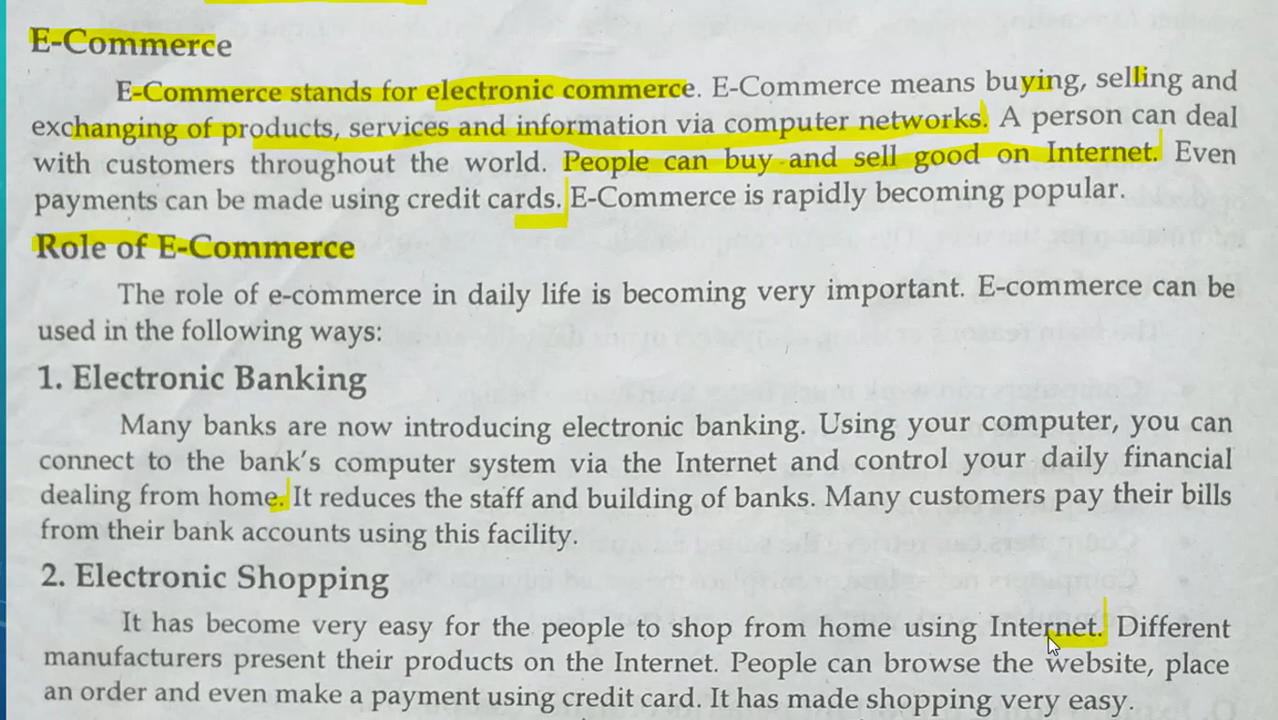 E-Commerce
E-Commerce stands for electronic commerce. E-Commerce means buying, selling and
exchanging of products, services and information via computer networks. A person can deal
with customers throughout the world. People can buy and sell good on Internet. Even
payments can be made using credit cards. E-Commerce is rapidly becoming popular.
Role of E-Commerce
The role of e-commerce in daily life is becoming very important. E-commerce can be
used in the following ways:
1. Electronic Banking
Many banks are now introducing electronic banking. Using your computer, you can
connect to the bank's computer system via the Internet and control your daily financial
dealing from home. It reduces the staff and building of banks. Many customers pay their bills
from their bank accounts using this facility.
2. Electronic Shopping
It has become very easy for the people to shop from home using Internet. Different
manufacturers present their products on the Internet. People can browse the website, place
an order and even make a payment using credit card. It has made shopping very easy.